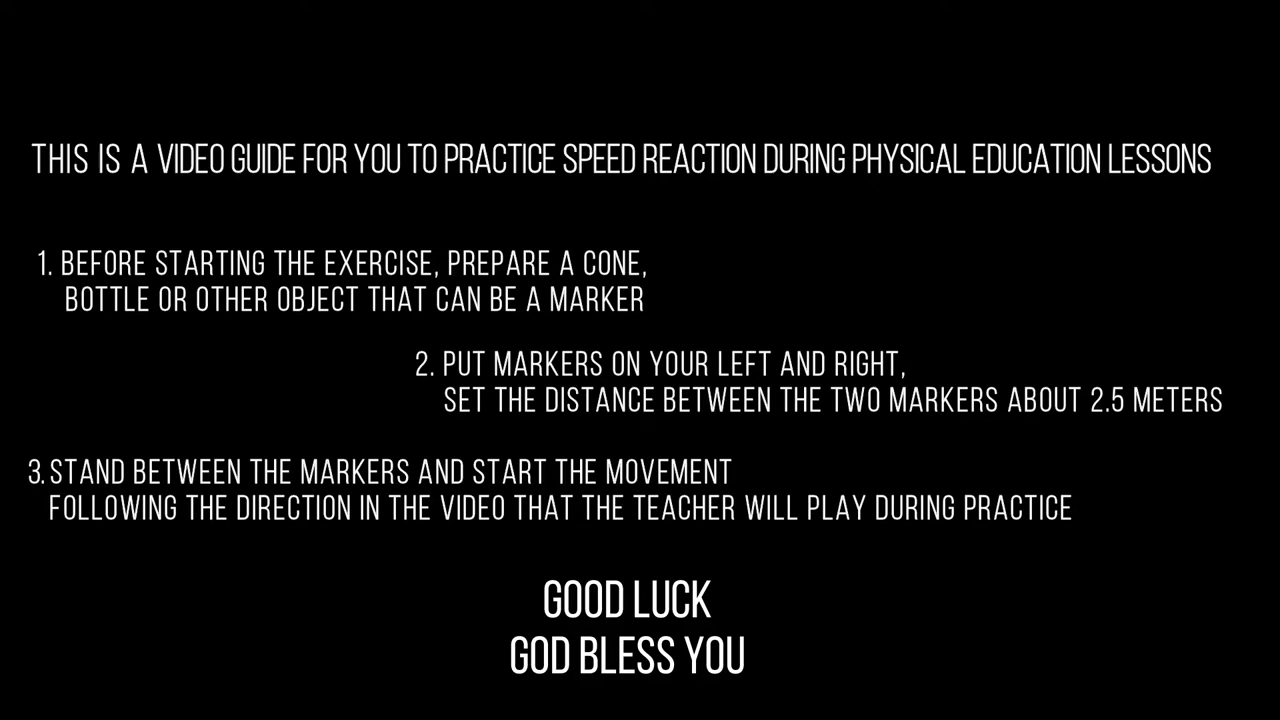 THIS IS A VIDEO GUIDE FOR YOU TO PRACTICE SPEED REACTION DURING PHYSICAL EDUCATION LESSONS
1. BEFORE STARTING THE EXERCISE, PREPARE A CONE,
BOTTLE OR OTHER OBJECT THAT CAN BE A MARKER
2. PUT MARKERS ON YOUR LEFT AND RIGHT,
SET THE DISTANCE BETWEEN THE TWO MARKERS ABOUT 2.5 METERS
3. STAND BETWEEN THE MARKERS AND START THE MOVEMENT
FOLLOWING THE DIRECTION IN THE VIDEO THAT THE TEACHER WILL PLAY DURING PRACTICE
GOOD LUCK
GOD BLESS YOU